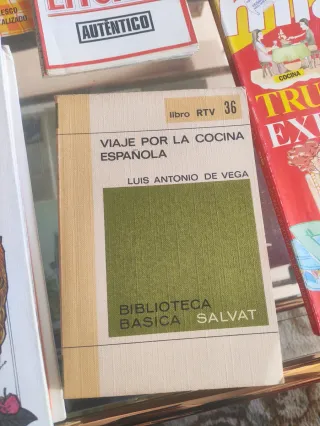 AUTÉNTICO
libro RTV 36
VIAJE POR LA COCINA
ESPAÑOLA
LUIS ANTONIO DE VEGA
BIBLIOTECA
BASICA SALVAT
COCINA
TRU
EX